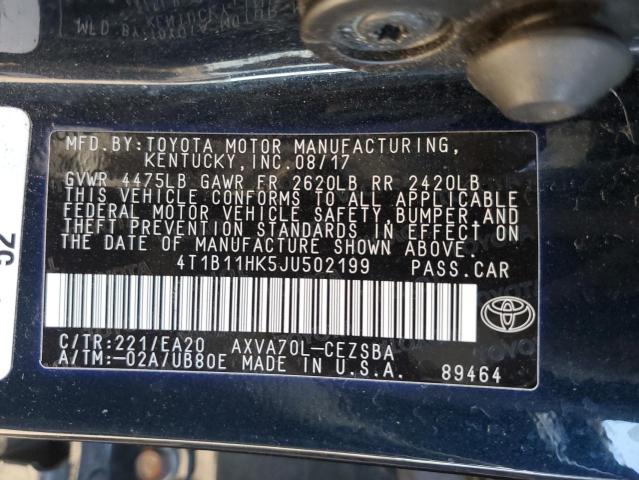 MFD.BY:TOYOTA MOTOR MANUFACTURING,
KENTUCKY, INC.08/17
GVWR 4475LB GAWR FR 2620LB RR 2420LB
THIS VEHICLE CONFORMS TO ALL APPLICABLE
FEDERAL MOTOR VEHICLE SAFETY, BUMPER, AND
THEFT PREVENTION STANDARDS IN EFFECT ON
THE DATE OF MANUFACTURE SHOWN ABOVE.
4T1B11HK5JU502199 PASS.CAR
C/TR:221/EA20 AXVA70L-CEZSBA
A/TM:-02A/UB80E MADE IN U.S.A. 89464